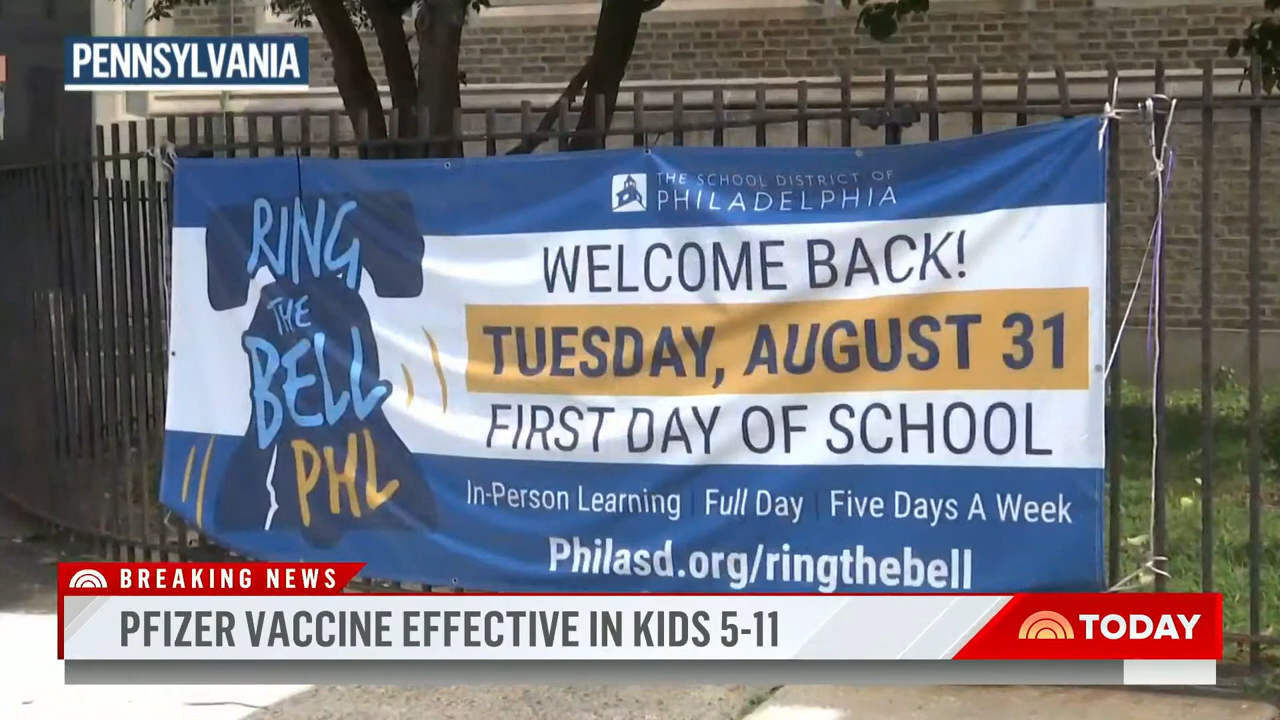 PENNSYLVANIA
THE SCHOOL DISTRICT OF
PHILADELPHIA
RING
THE
BELL
PHL
WELCOME BACK!
TUESDAY, AUGUST 31
FIRST DAY OF SCHOOL
In-Person Learning | Full Day | Five Days A Week
Philasd.org/ringthebell
BREAKING NEWS
PFIZER VACCINE EFFECTIVE IN KIDS 5-11
TODAY